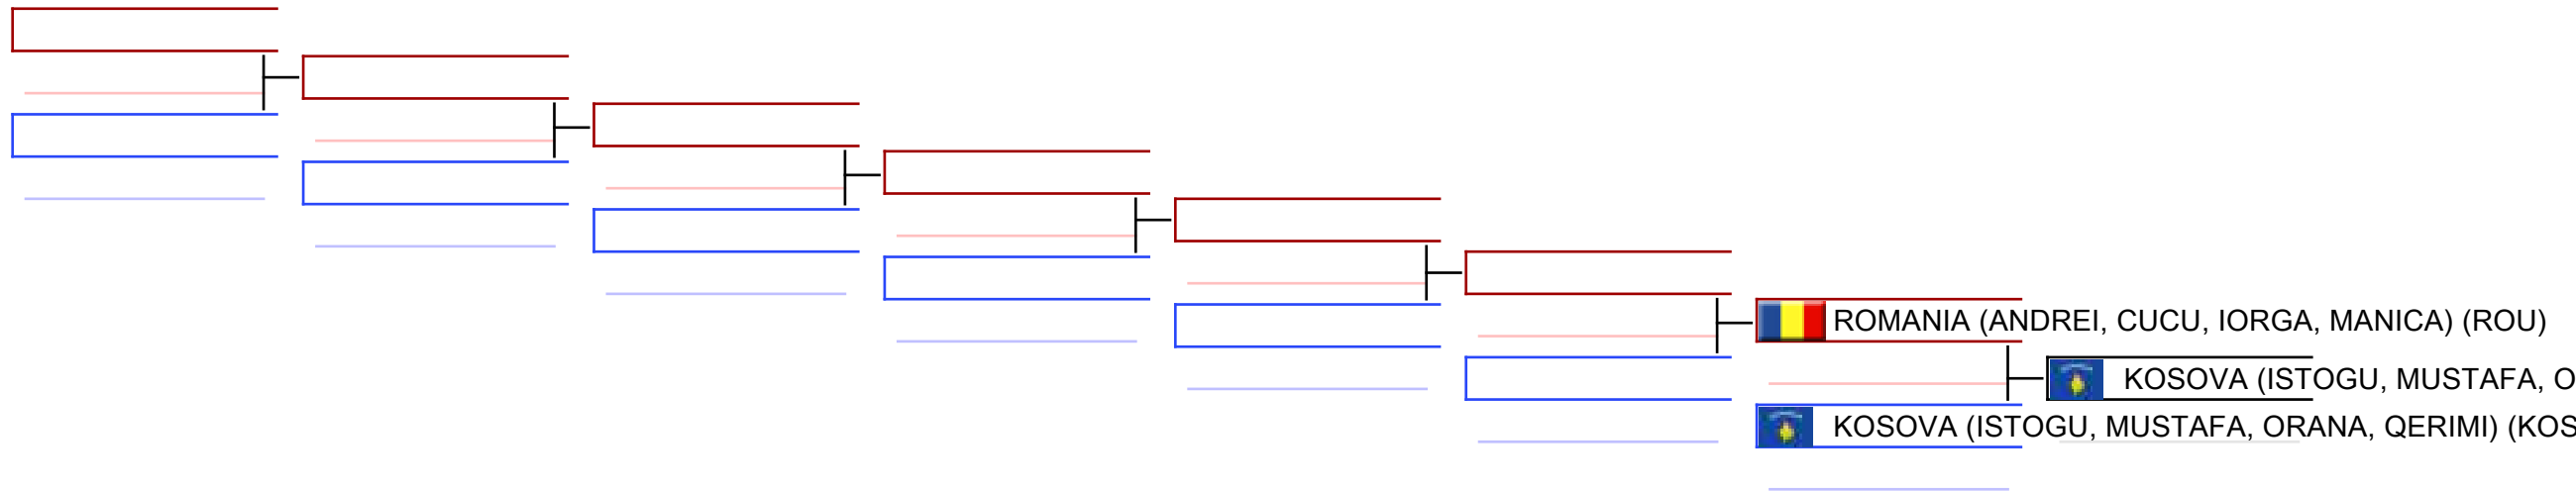 ROMANIA (ANDREI, CUCU, IORGA, MANICA) (ROU)
KOSOVA (ISTOGU, MUSTAFA, O
KOSOVA (ISTOGU, MUSTAFA, ORANA, QERIMI) (KOS